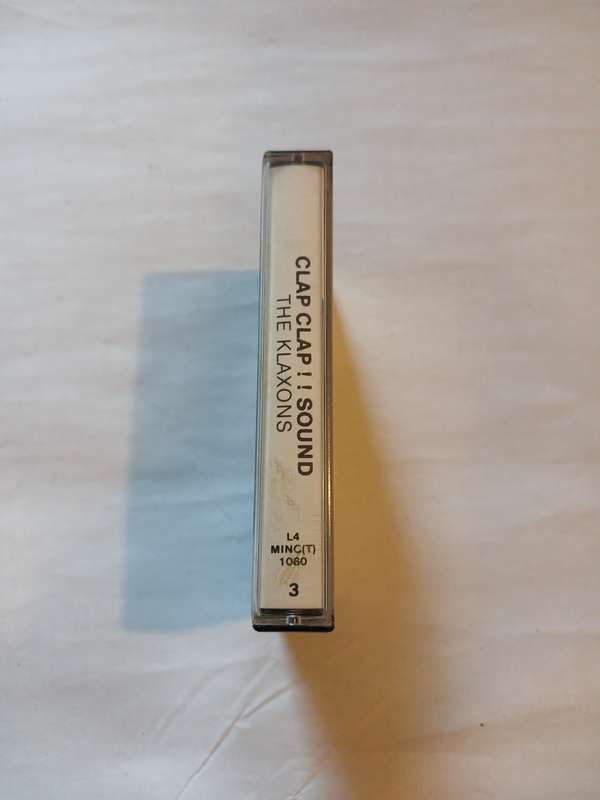 CLAP CLAP!! SOUND
THE KLAXONS
L4
MINC(T)
1080
3